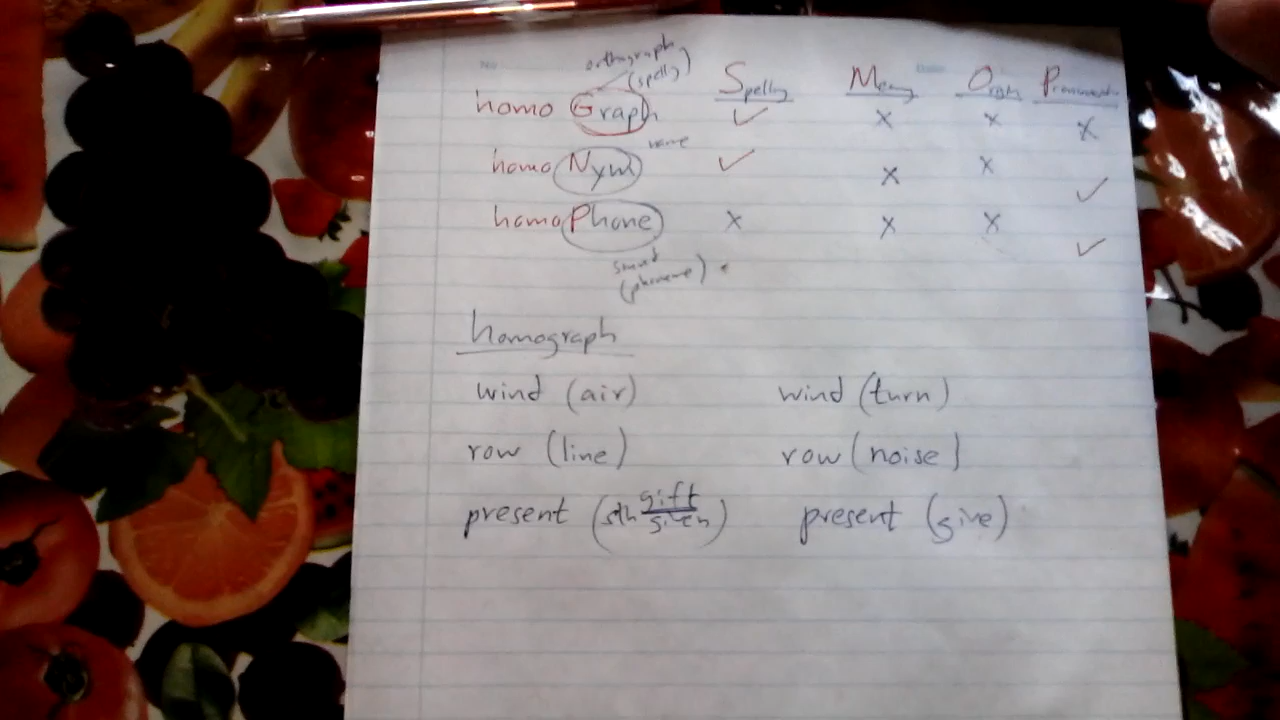 orthograph
(spelly)
Spelling Meaning Origin Pronunciation
homo Graph ✓ x x x
name
homo Nym ✓ x x ✓
homo Phone x x x ✓
sound
(phoneme)
homograph
wind (air) wind (turn)
row (line) row (noise)
gift
present (sth given) present (give)